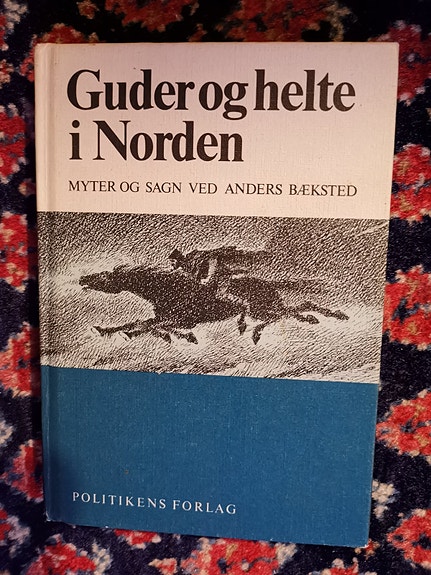 Guder og helte
i Norden
MYTER OG SAGN VED ANDERS BÆKSTED
POLITIKENS FORLAG